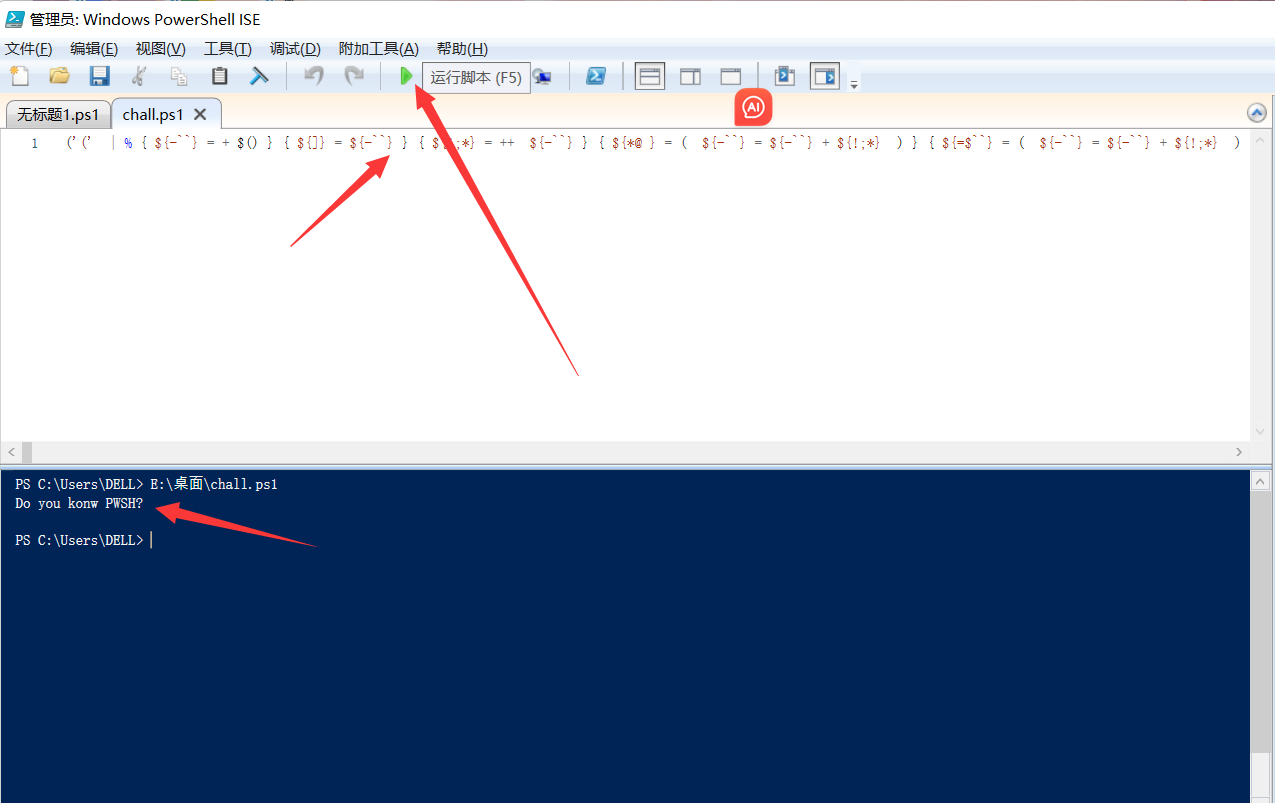 管理员: Windows PowerShell ISE
文件(F) 编辑(E) 视图(V) 工具(T) 调试(D) 附加工具(A) 帮助(H)
运行脚本 (F5)
无标题1.ps1 chall.ps1
AI
1 ('(' | % { ${-``} = + $() } { ${]} = ${-``} } { ${!;*} = ++ ${-``} } { ${*@ } = ( ${-``} = ${-``} + ${!;*} ) } { ${=$``} = ( ${-``} = ${-``} + ${!;*} )
PS C:\Users\DELL> E:\桌面\chall.ps1
Do you konw PWSH?
PS C:\Users\DELL>